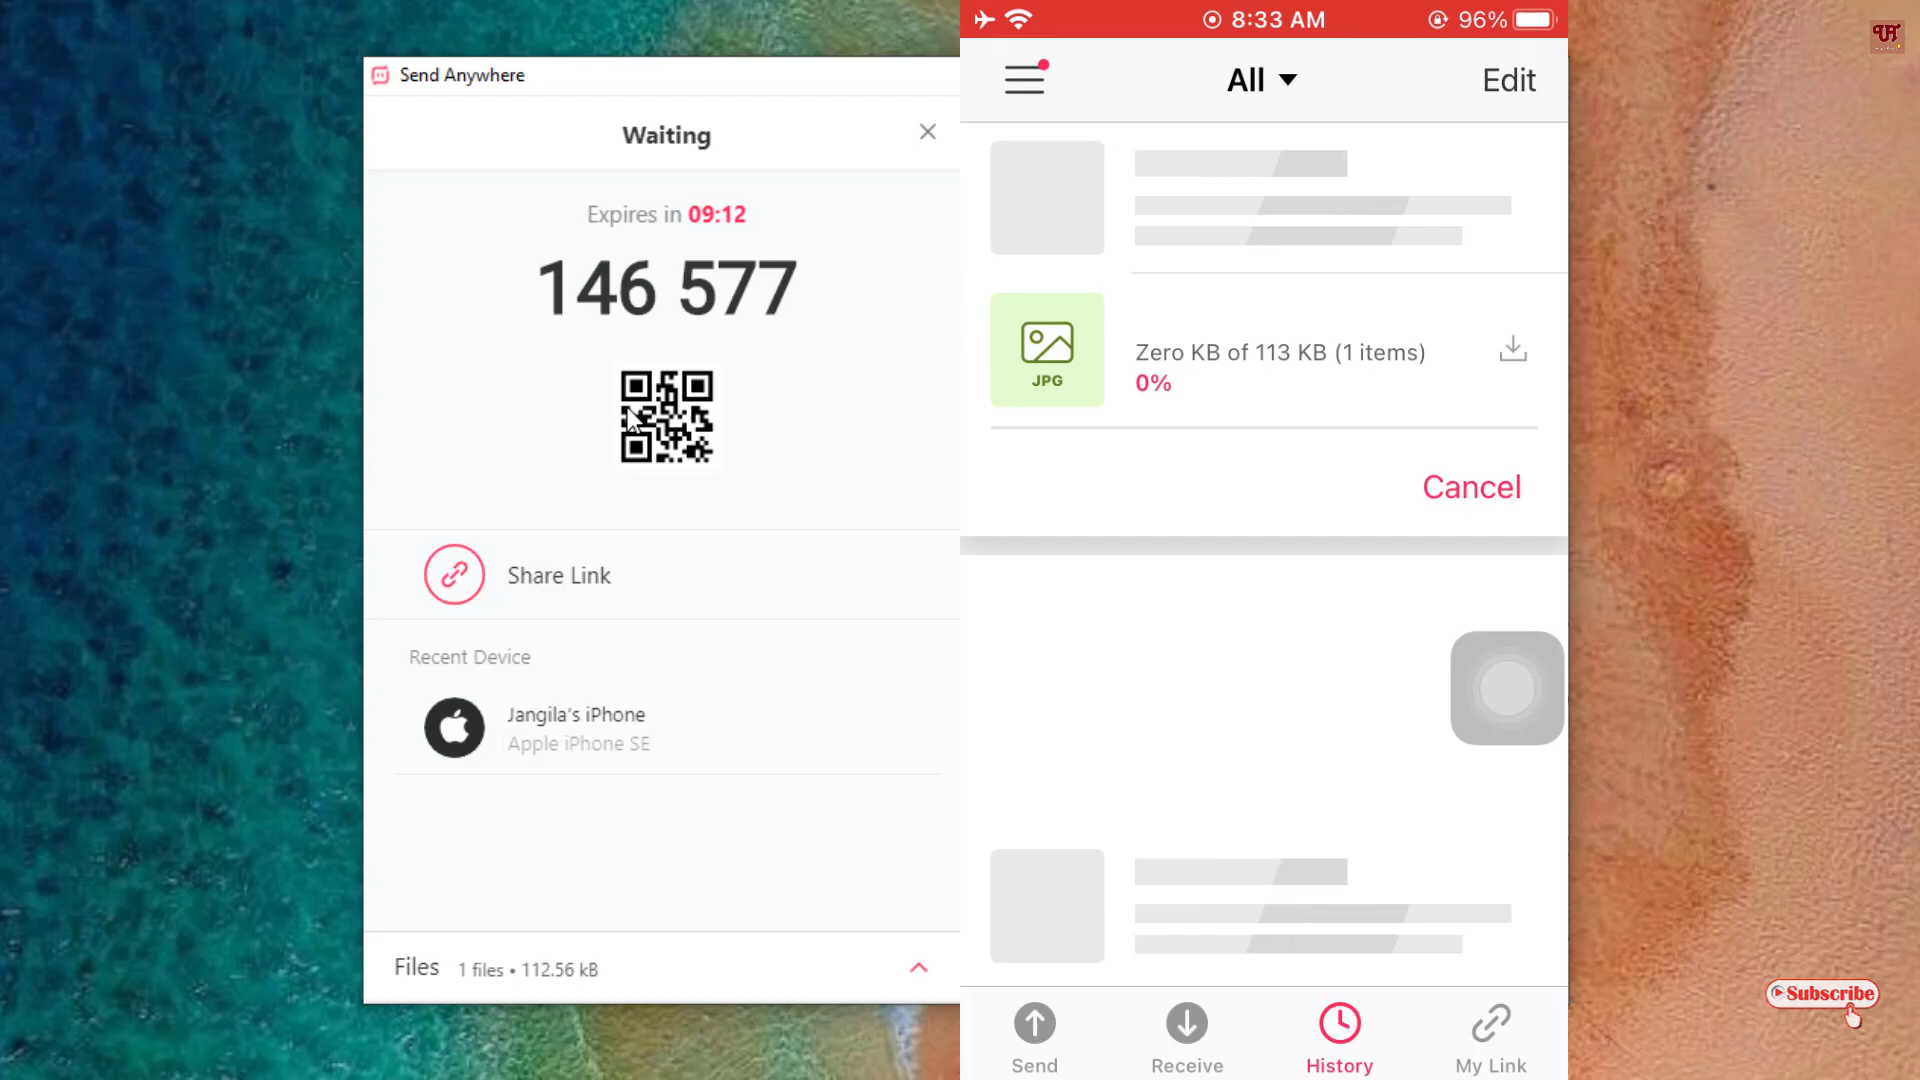 Send Anywhere
Waiting
Expires in 09:12
146 577
Share Link
Recent Device
Jangila's iPhone
Apple iPhone SE
Files 1 files • 112.56 kB
8:33 AM
96%
All
Edit
JPG
Zero KB of 113 KB (1 items)
0%
Cancel
Send
Receive
History
My Link
Subscribe